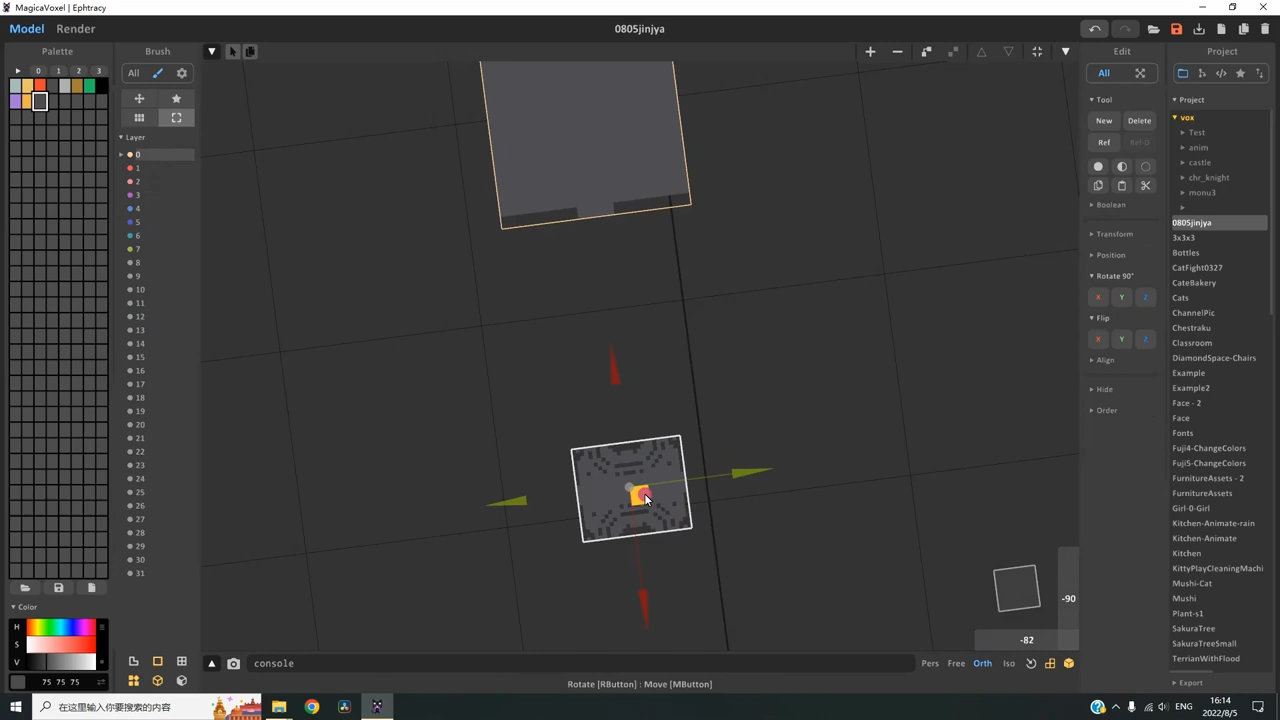 MagicaVoxel | Ephtracy
Model Render
0805jinjya
Palette
Brush
Edit
Project
0 1 2 3
All
All
Layer
0
1
2
3
4
5
6
7
8
9
10
11
12
13
14
15
16
17
18
19
20
21
22
23
24
25
26
27
28
29
30
31
Color
H
S
V
75 75 75
Tool
New Delete
Ref Ref-D
Boolean
Transform
Position
Rotate 90°
X Y Z
Flip
X Y Z
Align
Hide
Order
Project
vox
Test
anim
castle
chr_knight
monu3
0805jinjya
3x3x3
Bottles
CatFight0327
CateBakery
Cats
ChannelPic
Chestraku
Classroom
DiamondSpace-Chairs
Example
Example2
Face - 2
Face
Fonts
Fuji4-ChangeColors
Fuji5-ChangeColors
FurnitureAssets - 2
FurnitureAssets
Girl-0-Girl
Kitchen-Animate-rain
Kitchen-Animate
Kitchen
KittyPlayCleaningMachi
Mushi-Cat
Mushi
Plant-s1
SakuraTree
SakuraTreeSmall
TerrianWithFlood
Export
-90
-82
console
Pers Free Orth Iso
Rotate [RButton] : Move [MButton]
在这里输入你要搜索的内容
ENG
16:14
2022/8/5